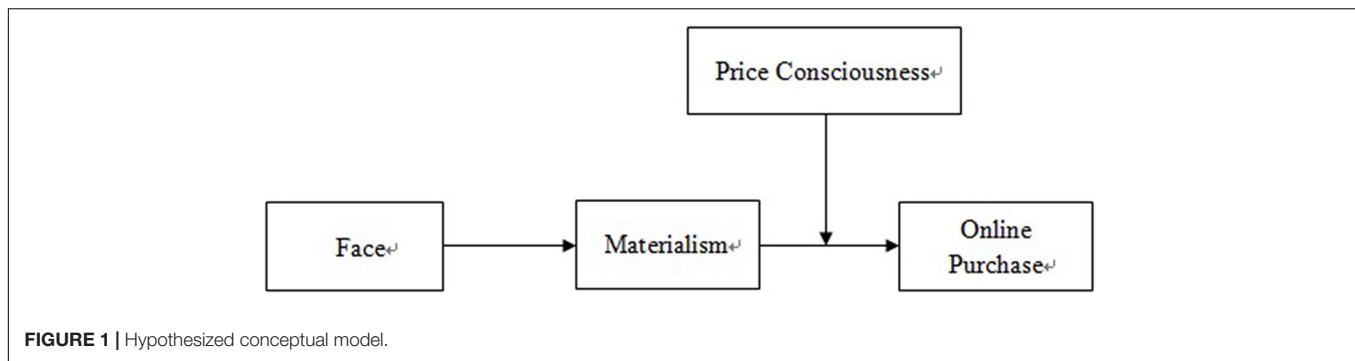 Price Consciousness↵
Face↵
Materialism↵
Online
Purchase↵
FIGURE 1 | Hypothesized conceptual model.